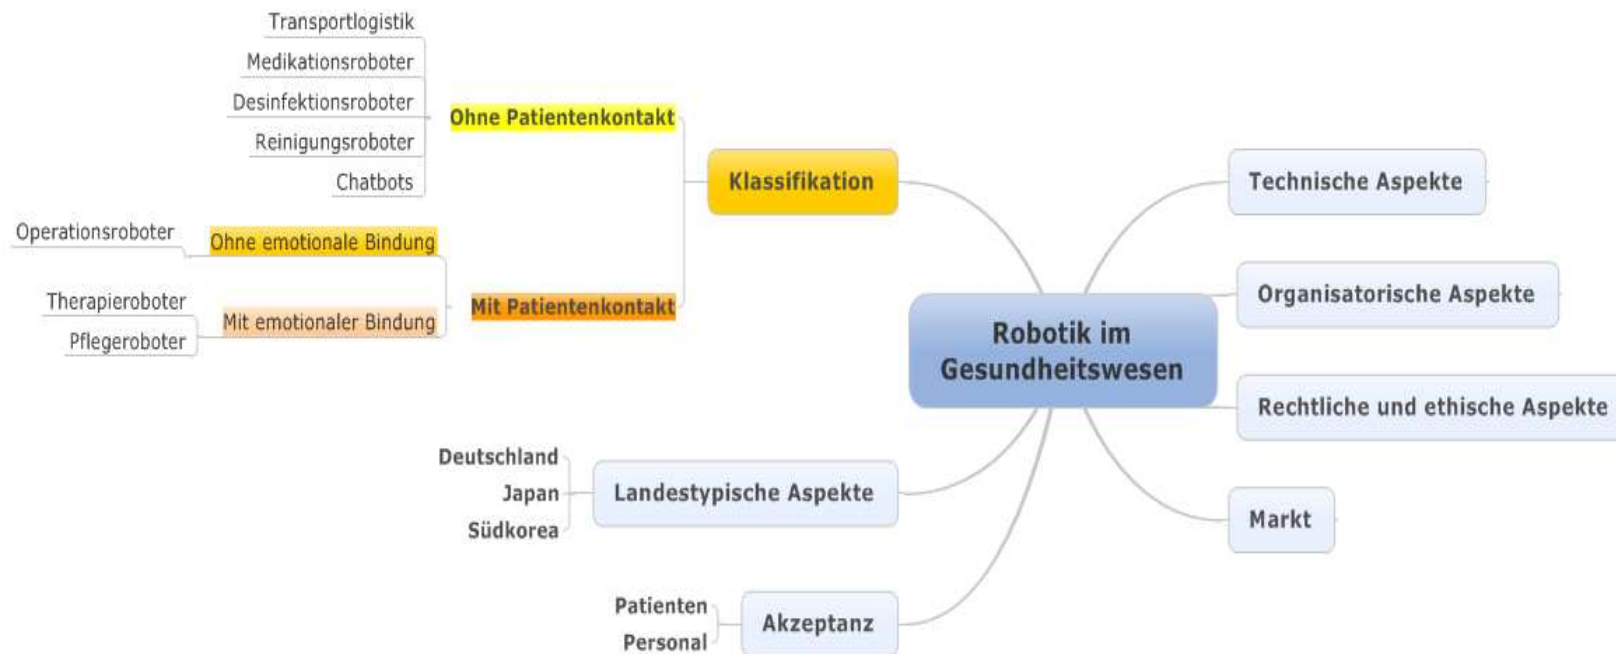 Transportlogistik
Medikationsroboter
Desinfektionsroboter
Reinigungsroboter
Chatbots
Ohne Patientenkontakt
Operationsroboter
Ohne emotionale Bindung
Therapieroboter
Pflegeroboter
Mit emotionaler Bindung
Mit Patientenkontakt
Klassifikation
Deutschland
Japan
Südkorea
Landestypische Aspekte
Patienten
Personal
Akzeptanz
Robotik im
Gesundheitswesen
Technische Aspekte
Organisatorische Aspekte
Rechtliche und ethische Aspekte
Markt